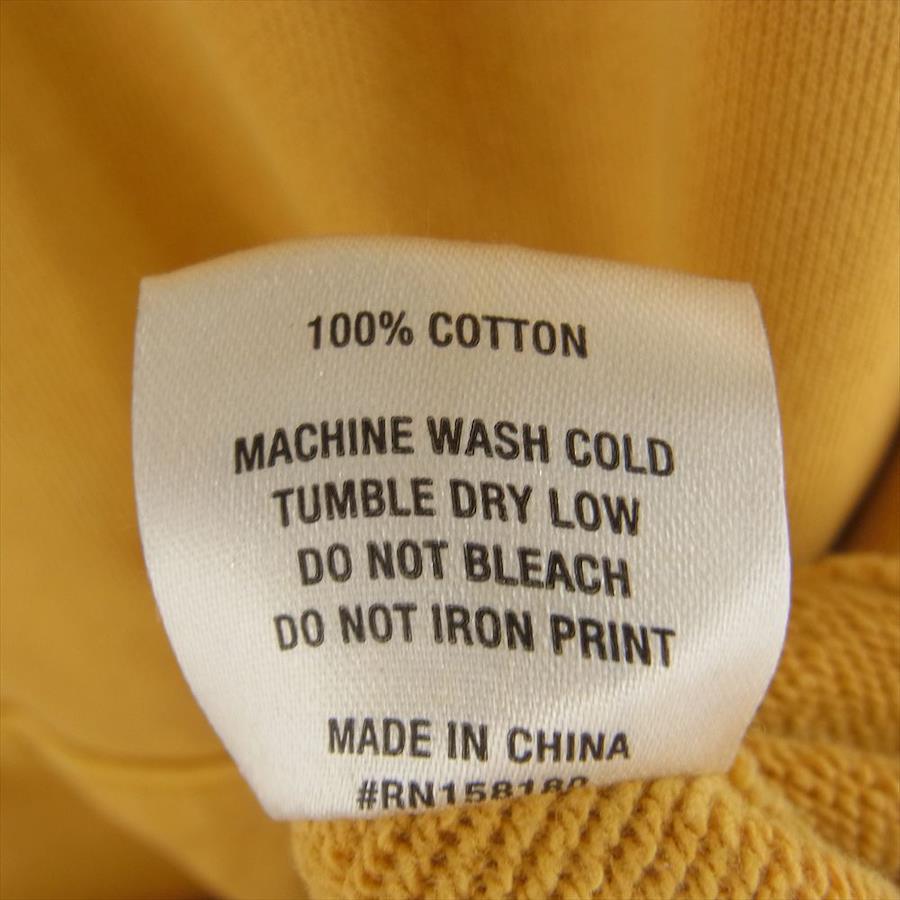 100% COTTON
MACHINE WASH COLD
TUMBLE DRY LOW
DO NOT BLEACH
DO NOT IRON PRINT
MADE IN CHINA